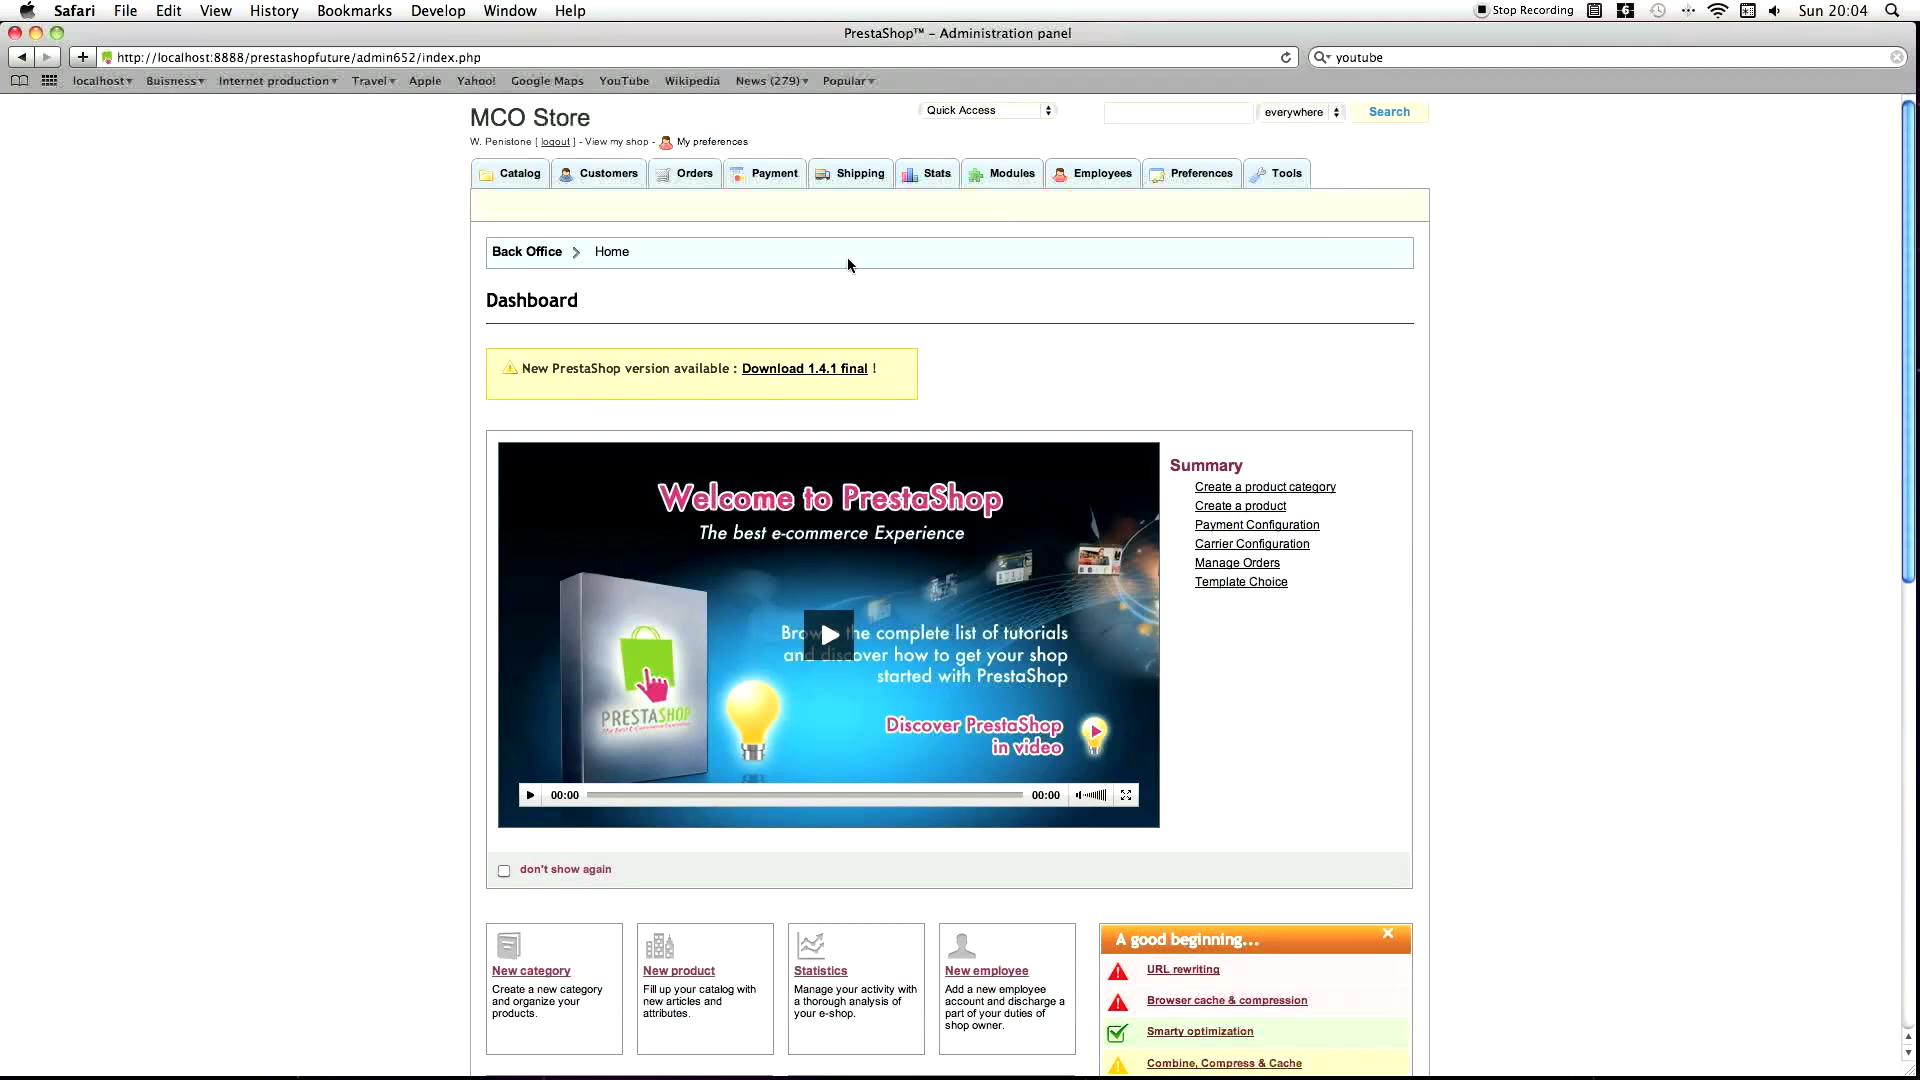 Safari File Edit View History Bookmarks Develop Window Help Stop Recording Sun 20:04
PrestaShop™ – Administration panel
http://localhost:8888/prestashopfuture/admin652/index.php youtube
localhost Buisness Internet production Travel Apple Yahoo! Google Maps YouTube Wikipedia News (279) Popular
MCO Store
Quick Access
everywhere
Search
W. Penistone [ logout ] - View my shop - My preferences
Catalog Customers Orders Payment Shipping Stats Modules Employees Preferences Tools
Back Office > Home
Dashboard
New PrestaShop version available : Download 1.4.1 final !
Welcome to PrestaShop
The best e-commerce Experience
the complete list of tutorials
and discover how to get your shop
started with PrestaShop
PRESTASHOP
Discover PrestaShop
in video
00:00 00:00
Summary
Create a product category
Create a product
Payment Configuration
Carrier Configuration
Manage Orders
Template Choice
don't show again
New category
Create a new category
and organize your
products.
New product
Fill up your catalog with
new articles and
attributes.
Statistics
Manage your activity with
a thorough analysis of
your e-shop.
New employee
Add a new employee
account and discharge a
part of your duties of
shop owner.
A good beginning...
URL rewriting
Browser cache & compression
Smarty optimization
Combine, Compress & Cache